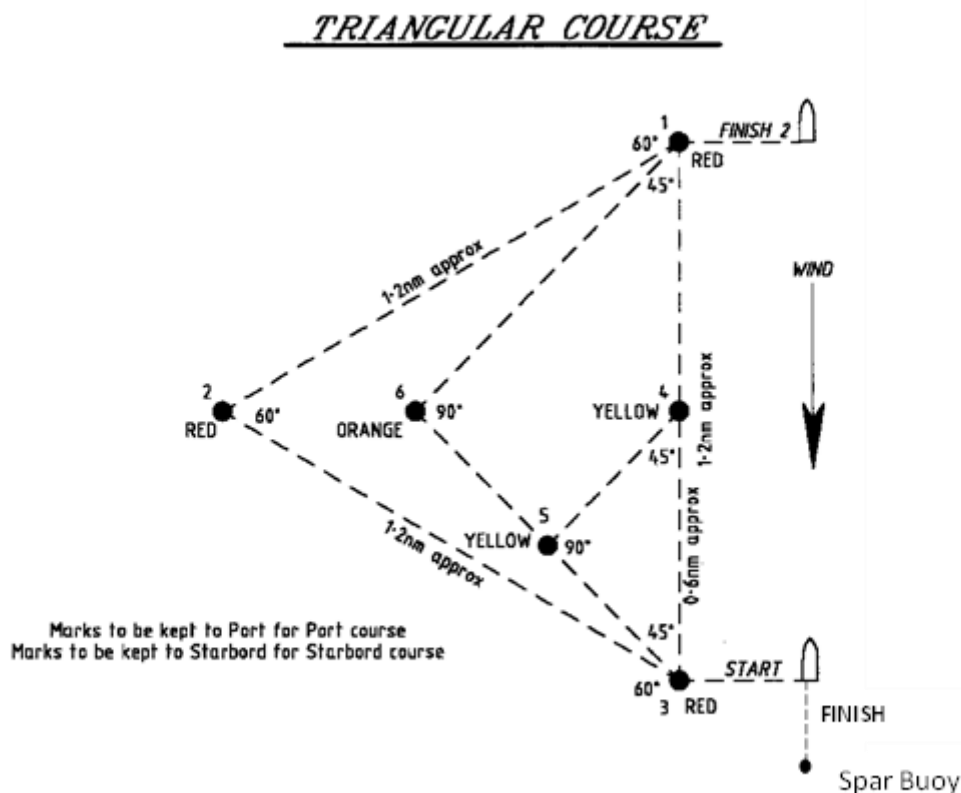 TRIANGULAR COURSE
1
FINISH 2
60°
RED
45°
1·2nm approx
WIND
2
6
4
60°
90°
YELLOW
RED
ORANGE
1·2nm approx
45°
5
YELLOW
90°
1·2nm approx
0·6nm approx
Marks to be kept to Port for Port course
Marks to be kept to Starbord for Starbord course
45°
START
60°
3
RED
FINISH
Spar Buoy